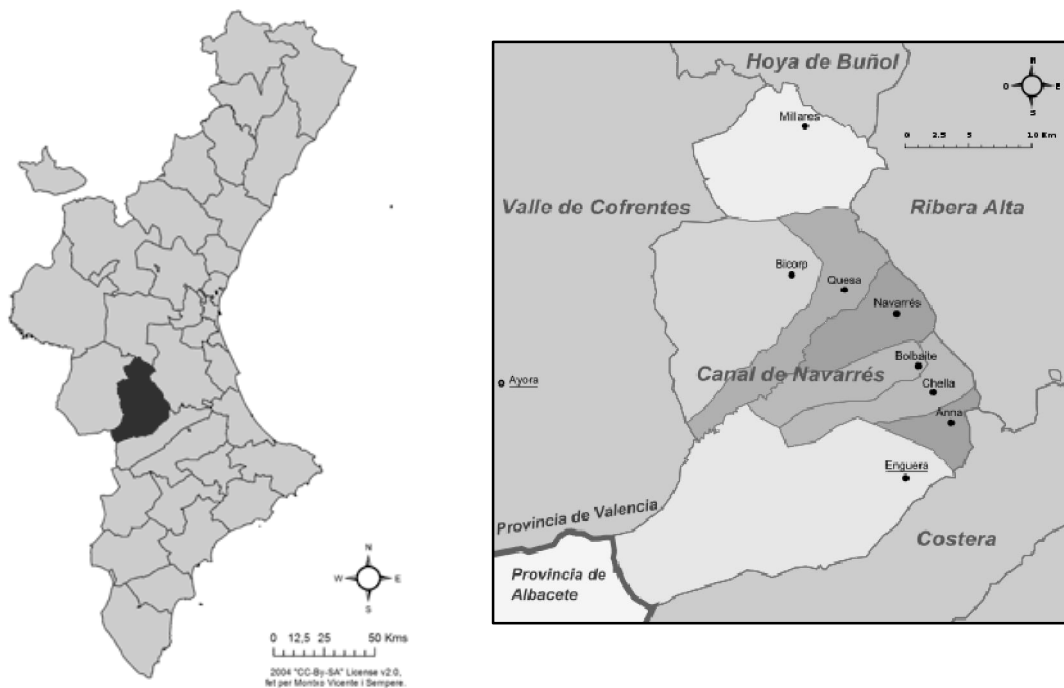 N
W E
S
0 12,5 25 50 Kms
2004 "CC-By-SA" License v2.0,
fet per Montxo Vicente i Sempere.
Hoya de Buñol
N
O E
S
0 2.5 5 10 Km
Millares
Valle de Cofrentes
Ribera Alta
Bicorp
Quesa
Navarrés
Bolbaite
Canal de Navarrés
Ayora
Chella
Anna
Enguera
Provincia de Valencia
Costera
Provincia de
Albacete